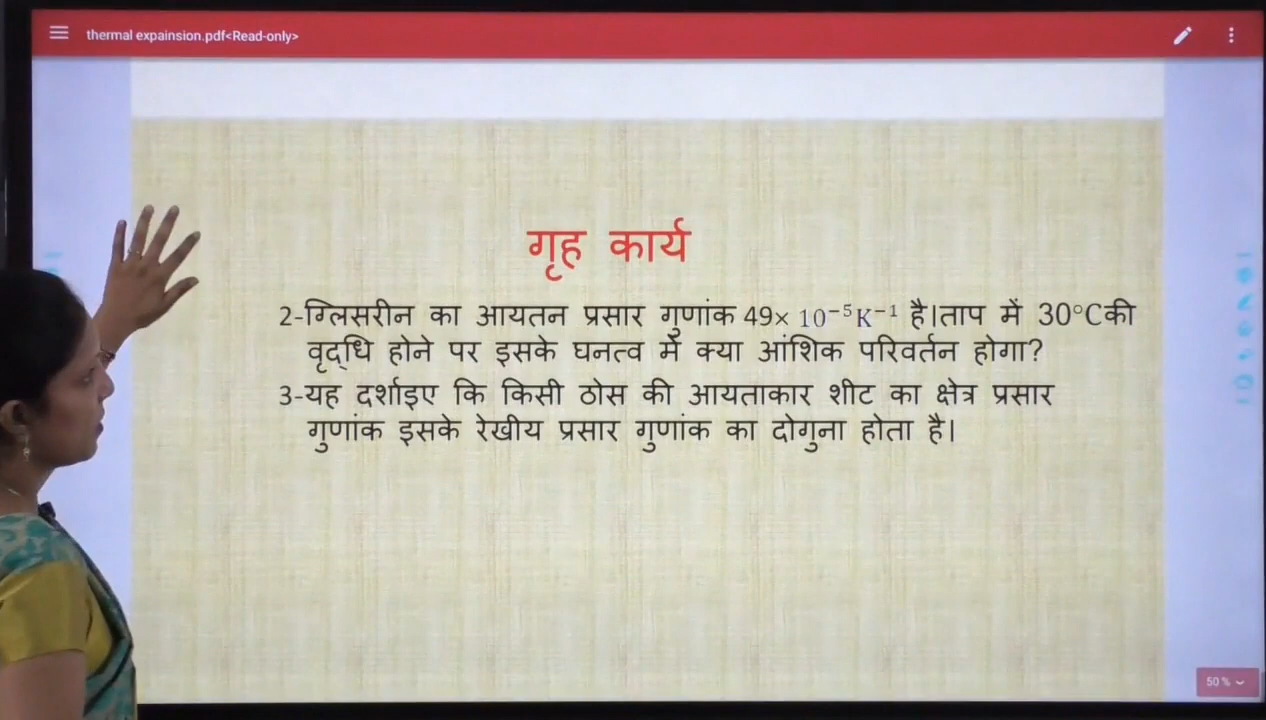 thermal expainsion.pdf<Read-only>
गृह कार्य
2-ग्लिसरीन का आयतन प्रसार गुणांक 49× 10⁻⁵K⁻¹ है।ताप में 30°Cकी
वृद्धि होने पर इसके घनत्व में क्या आंशिक परिवर्तन होगा?
3-यह दर्शाइए कि किसी ठोस की आयताकार शीट का क्षेत्र प्रसार
गुणांक इसके रेखीय प्रसार गुणांक का दोगुना होता है।
50 %